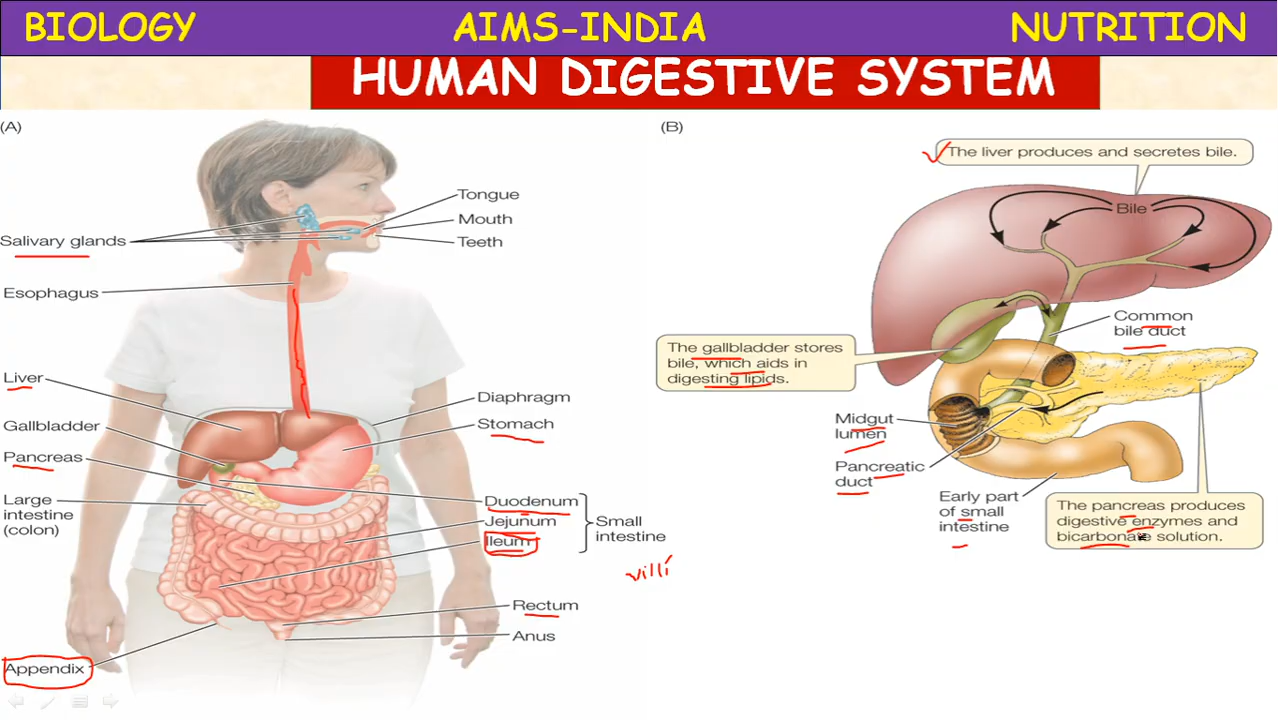 BIOLOGY AIMS-INDIA NUTRITION
HUMAN DIGESTIVE SYSTEM
(A)
Tongue
Mouth
Teeth
Salivary glands
Esophagus
Liver
Gallbladder
Pancreas
Large
intestine
(colon)
Diaphragm
Stomach
Duodenum
Jejunum
Ileum
Small
intestine
villi
Rectum
Anus
Appendix
(B)
The liver produces and secretes bile.
Bile
Common
bile duct
The gallbladder stores
bile, which aids in
digesting lipids.
Midgut
lumen
Pancreatic
duct
Early part
of small
intestine
The pancreas produces
digestive enzymes and
bicarbonate solution.